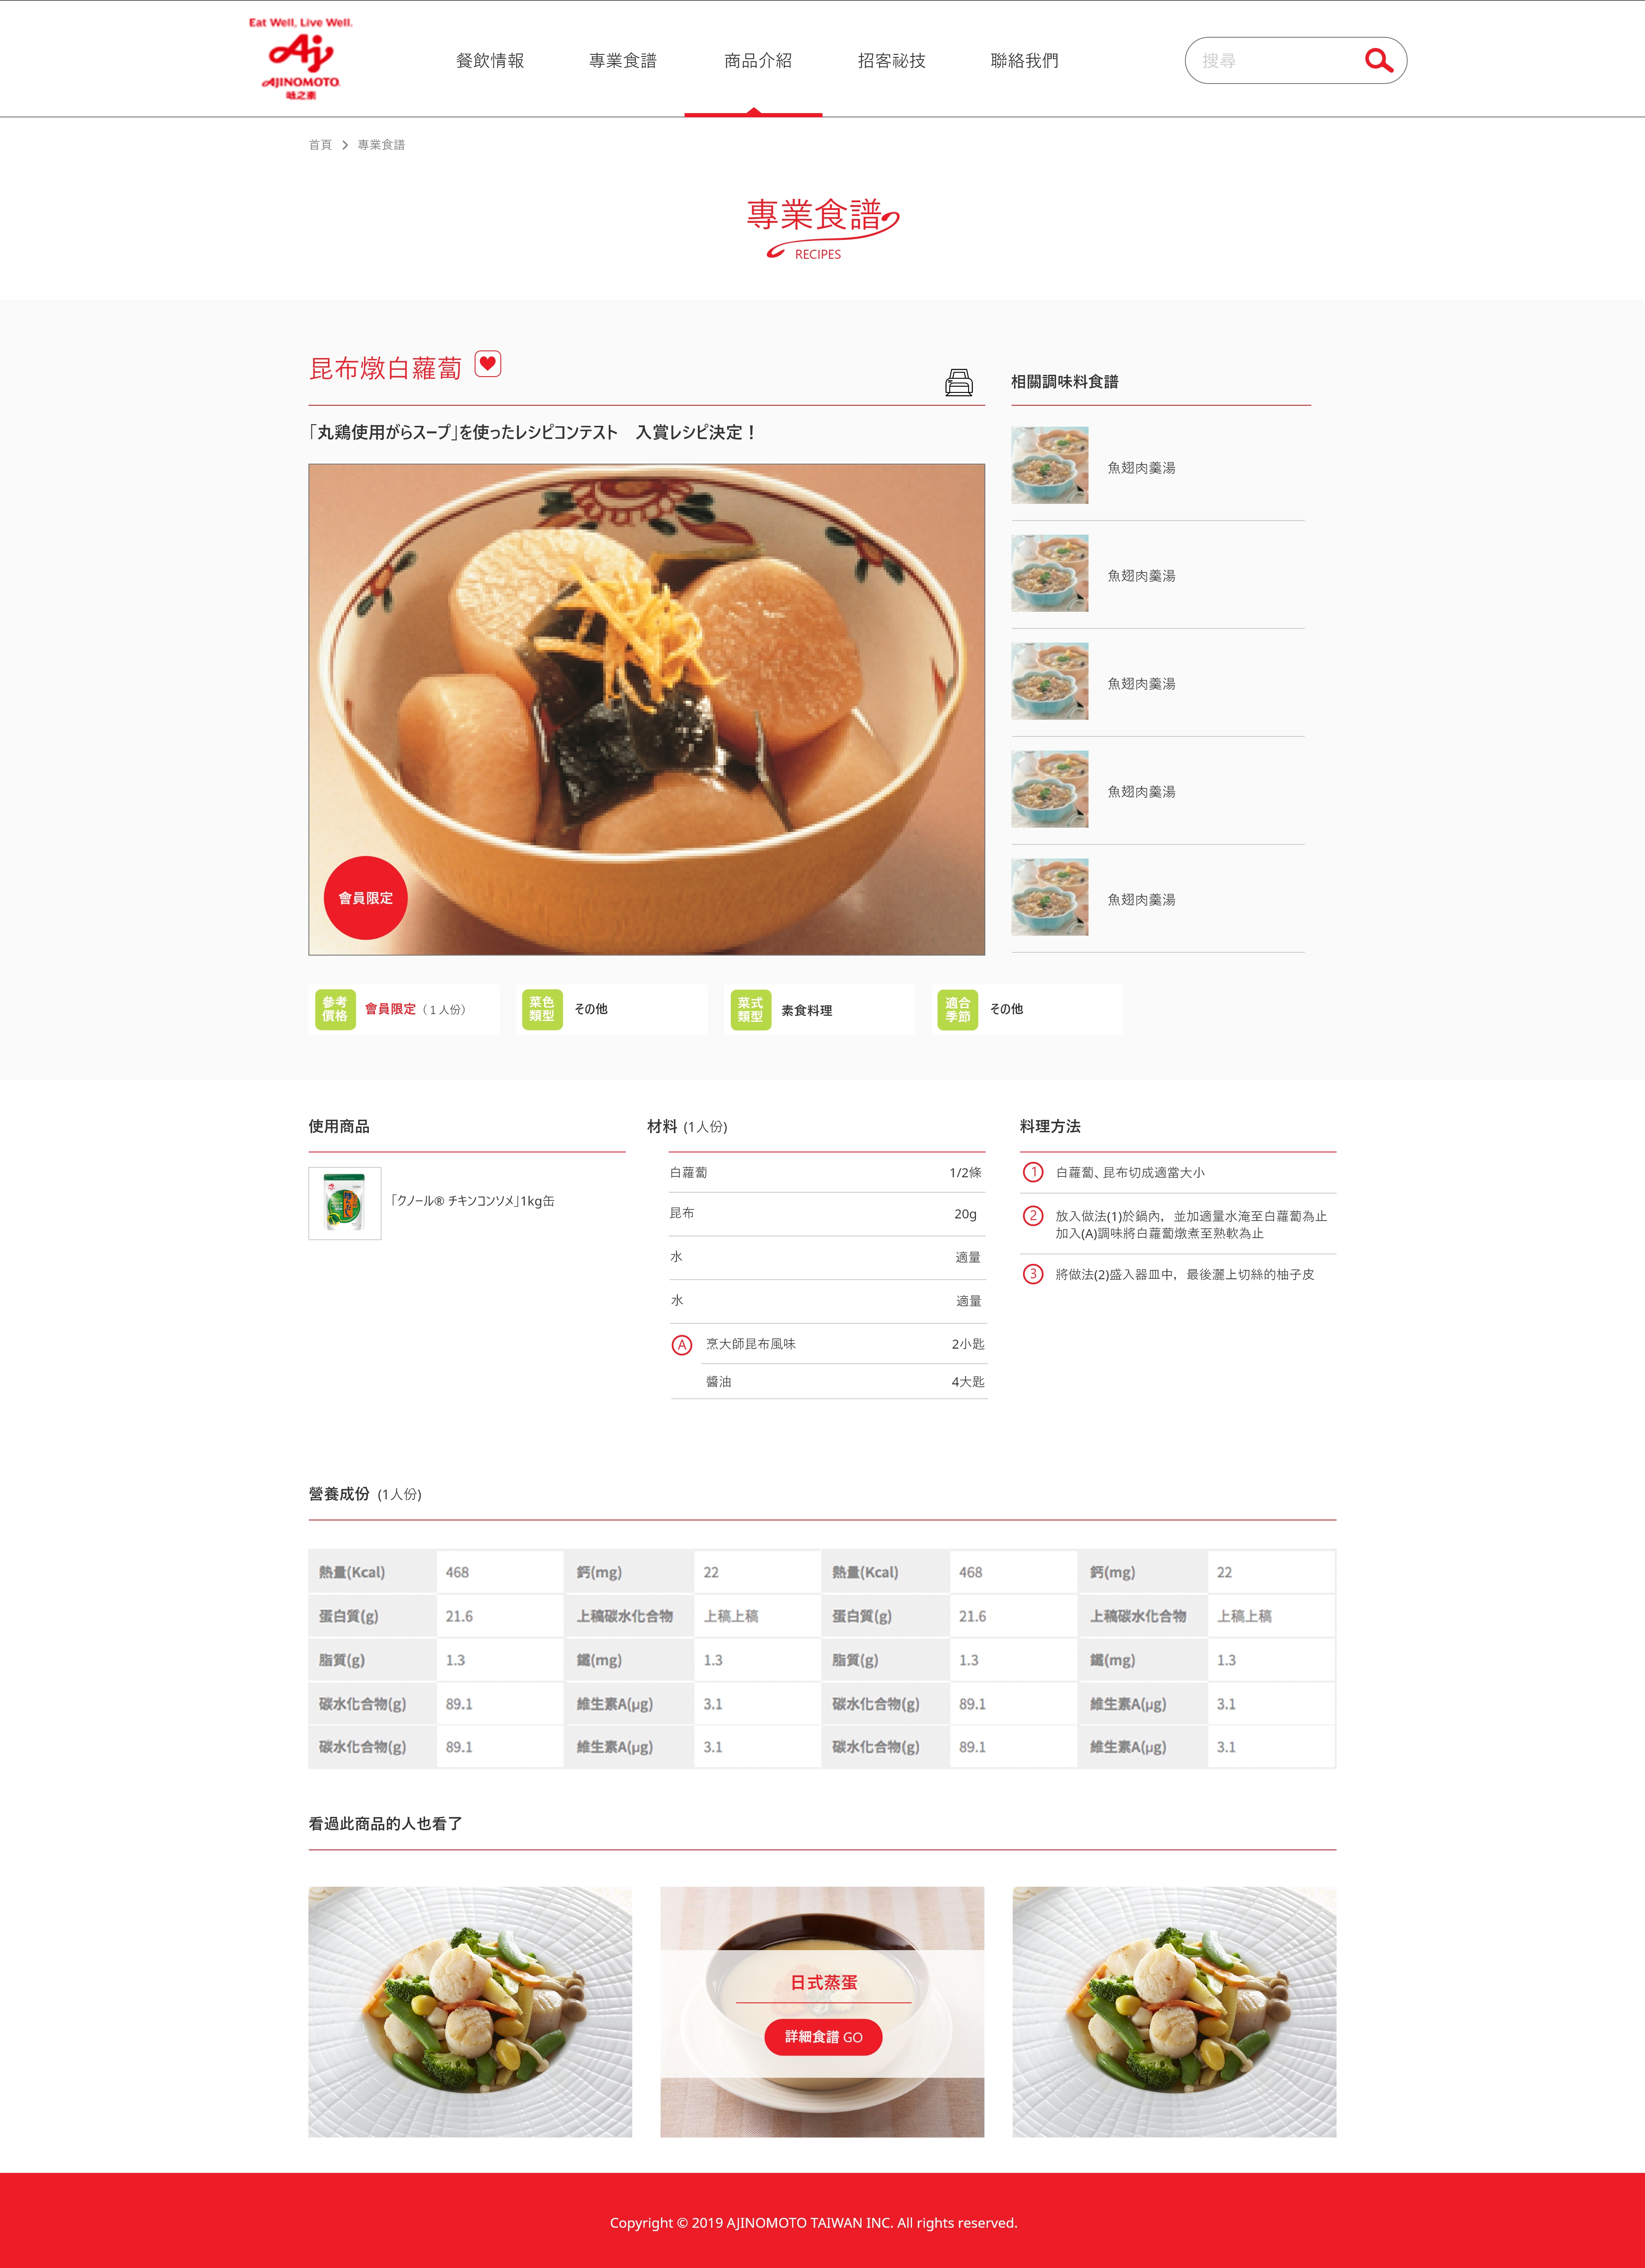 Eat Well, Live Well.
AJINOMOTO
味之素
餐飲情報
專業食譜
商品介紹
招客祕技
聯絡我們
搜尋
首頁 > 專業食譜
專業食譜
RECIPES
昆布燉白蘿蔔
「丸鶏使用がらスープ」を使ったレシピコンテスト　入賞レシピ決定！
會員限定
相關調味料食譜
魚翅肉羹湯
魚翅肉羹湯
魚翅肉羹湯
魚翅肉羹湯
魚翅肉羹湯
參考價格 會員限定（１人份）
菜色類型 その他
菜式類型 素食料理
適合季節 その他
使用商品
「クノール® チキンコンソメ」1kg缶
材料 (1人份)
白蘿蔔 1/2條
昆布 20g
水 適量
水 適量
A 烹大師昆布風味 2小匙
醬油 4大匙
料理方法
1 白蘿蔔、昆布切成適當大小
2 放入做法(1)於鍋內，並加適量水淹至白蘿蔔為止
加入(A)調味將白蘿蔔燉煮至熟軟為止
3 將做法(2)盛入器皿中，最後灑上切絲的柚子皮
營養成份 (1人份)
熱量(Kcal) 468 鈣(mg) 22 熱量(Kcal) 468 鈣(mg) 22
蛋白質(g) 21.6 上稿碳水化合物 上稿上稿 蛋白質(g) 21.6 上稿碳水化合物 上稿上稿
脂質(g) 1.3 鐵(mg) 1.3 脂質(g) 1.3 鐵(mg) 1.3
碳水化合物(g) 89.1 維生素A(μg) 3.1 碳水化合物(g) 89.1 維生素A(μg) 3.1
碳水化合物(g) 89.1 維生素A(μg) 3.1 碳水化合物(g) 89.1 維生素A(μg) 3.1
看過此商品的人也看了
日式蒸蛋
詳細食譜 GO
Copyright © 2019 AJINOMOTO TAIWAN INC. All rights reserved.